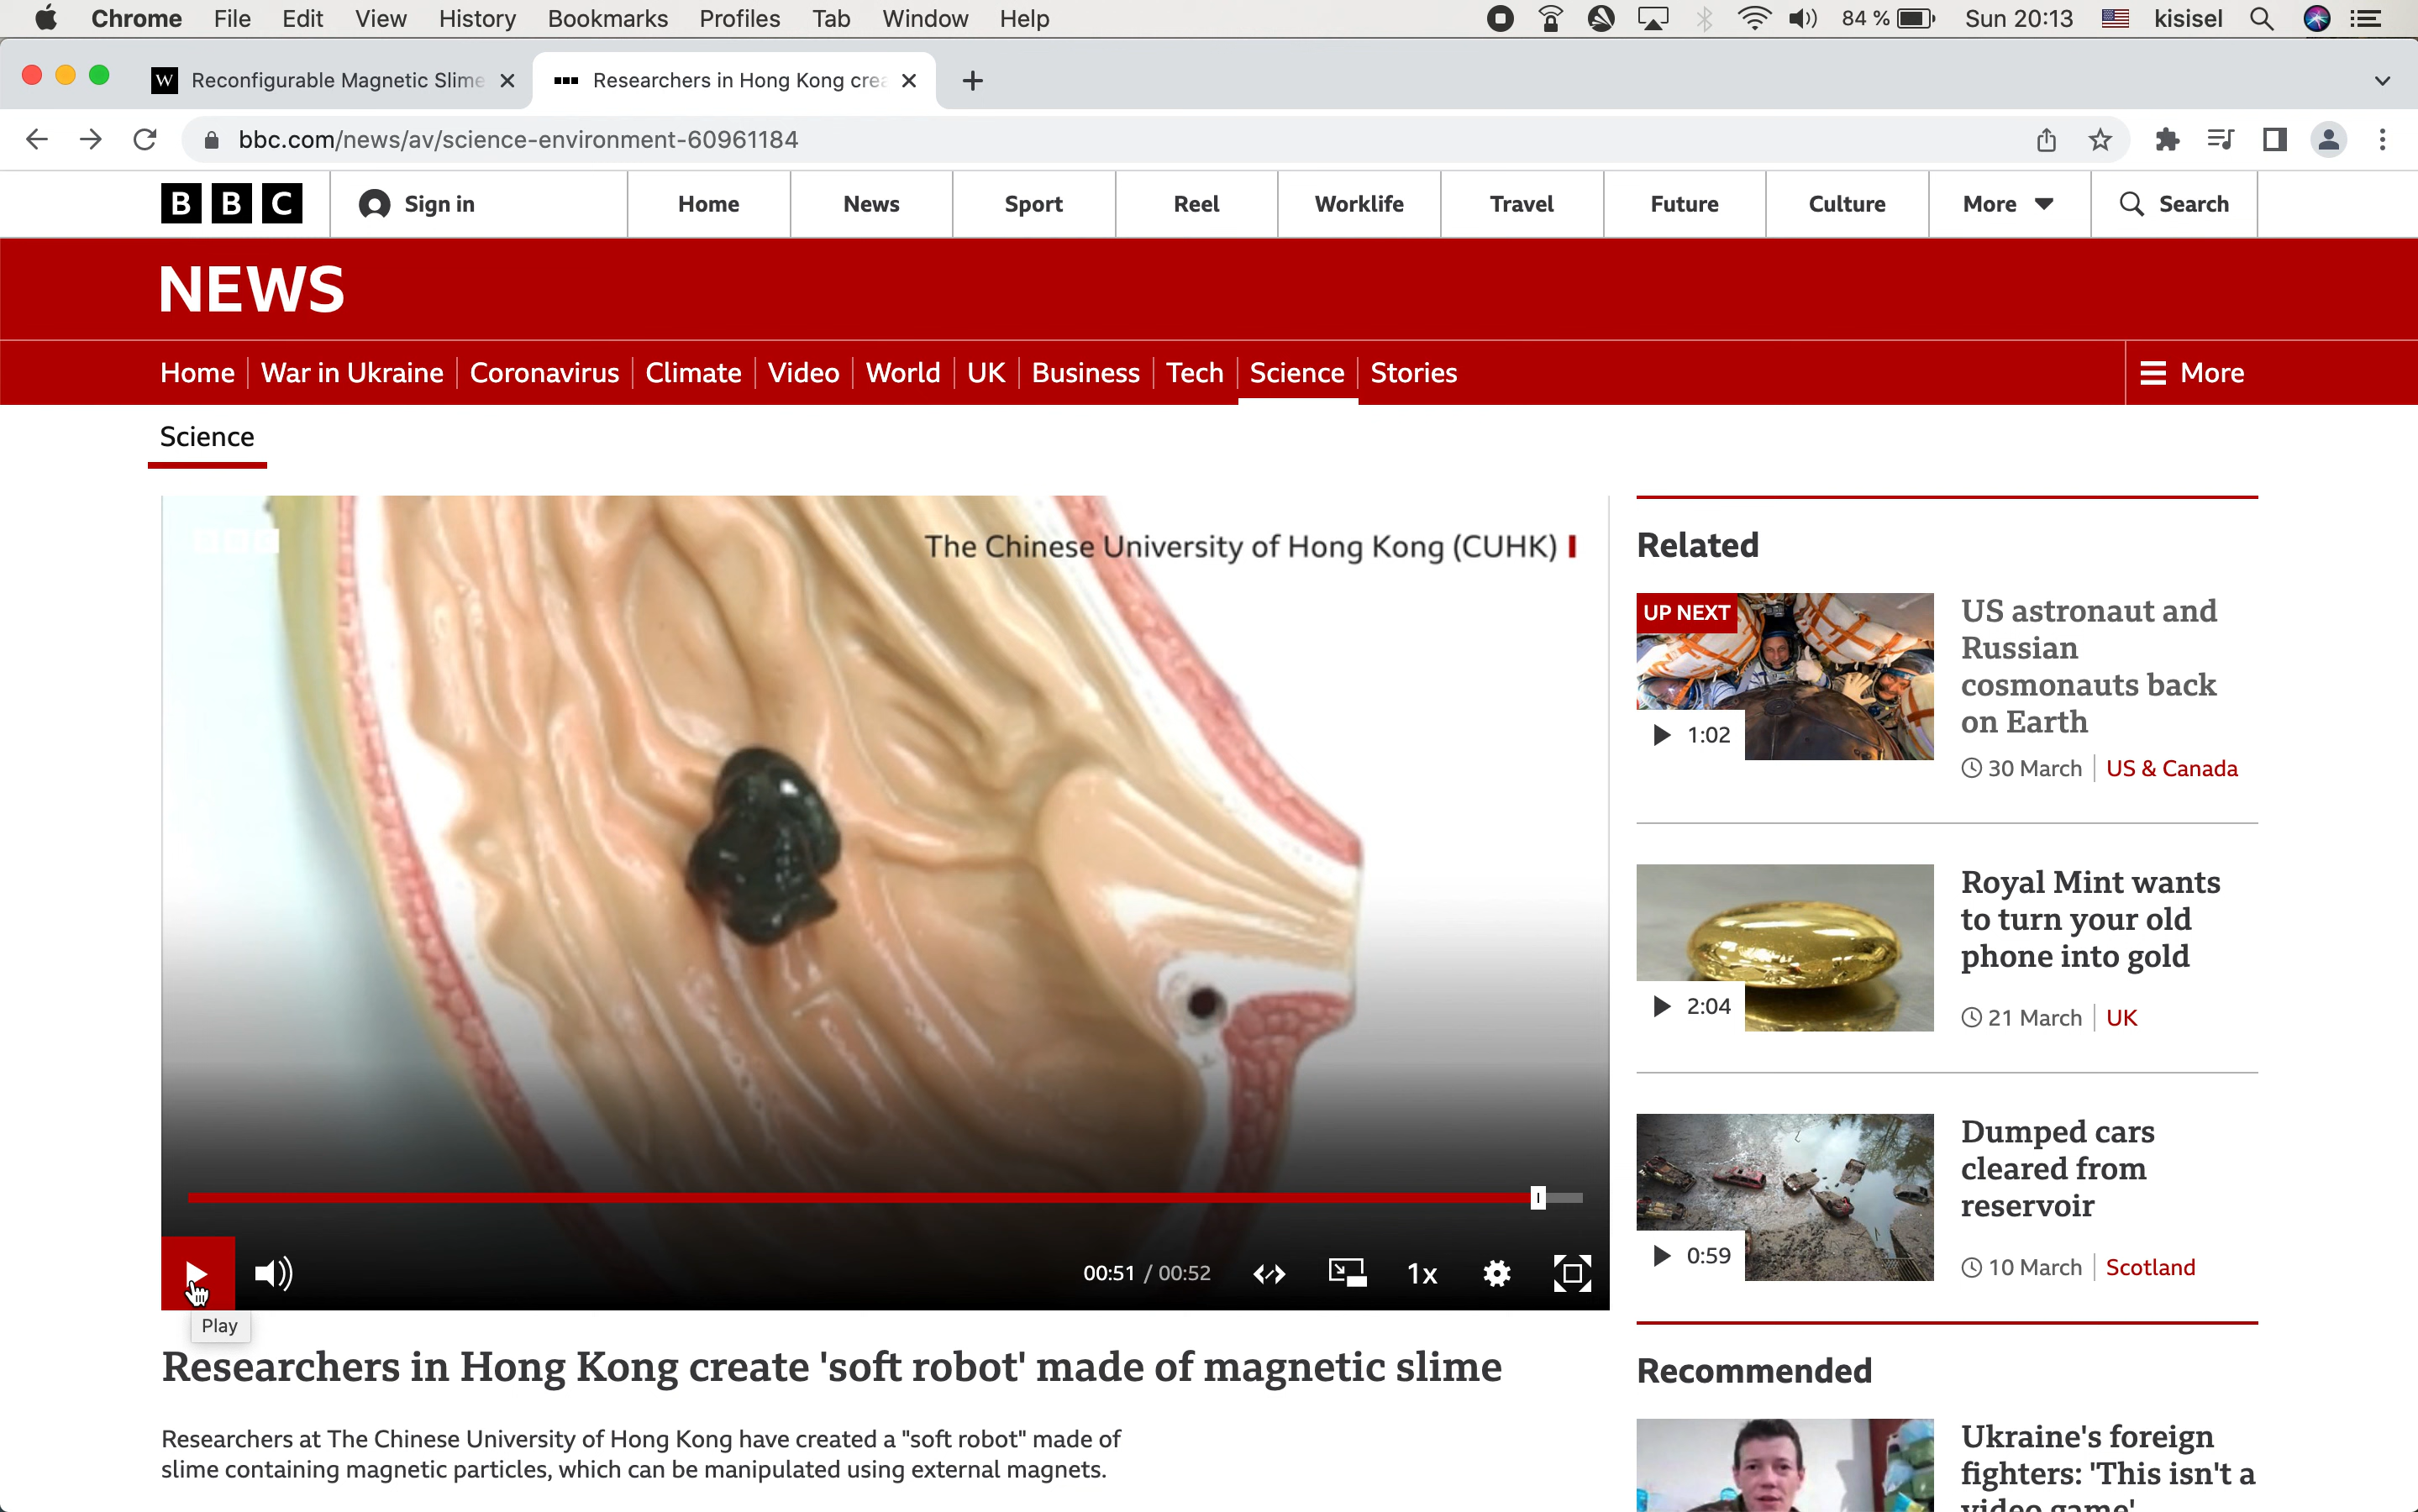 Chrome File Edit View History Bookmarks Profiles Tab Window Help 84 % Sun 20:13 kisisel
W Reconfigurable Magnetic Slime Researchers in Hong Kong crea
bbc.com/news/av/science-environment-60961184
BBC Sign in Home News Sport Reel Worklife Travel Future Culture More Search
NEWS
Home War in Ukraine Coronavirus Climate Video World UK Business Tech Science Stories More
Science
BBC
The Chinese University of Hong Kong (CUHK)
00:51 / 00:52 1x
Play
Researchers in Hong Kong create 'soft robot' made of magnetic slime
Researchers at The Chinese University of Hong Kong have created a "soft robot" made of
slime containing magnetic particles, which can be manipulated using external magnets.
Related
UP NEXT
1:02
US astronaut and
Russian
cosmonauts back
on Earth
30 March US & Canada
2:04
Royal Mint wants
to turn your old
phone into gold
21 March UK
0:59
Dumped cars
cleared from
reservoir
10 March Scotland
Recommended
Ukraine's foreign
fighters: 'This isn't a
video game'